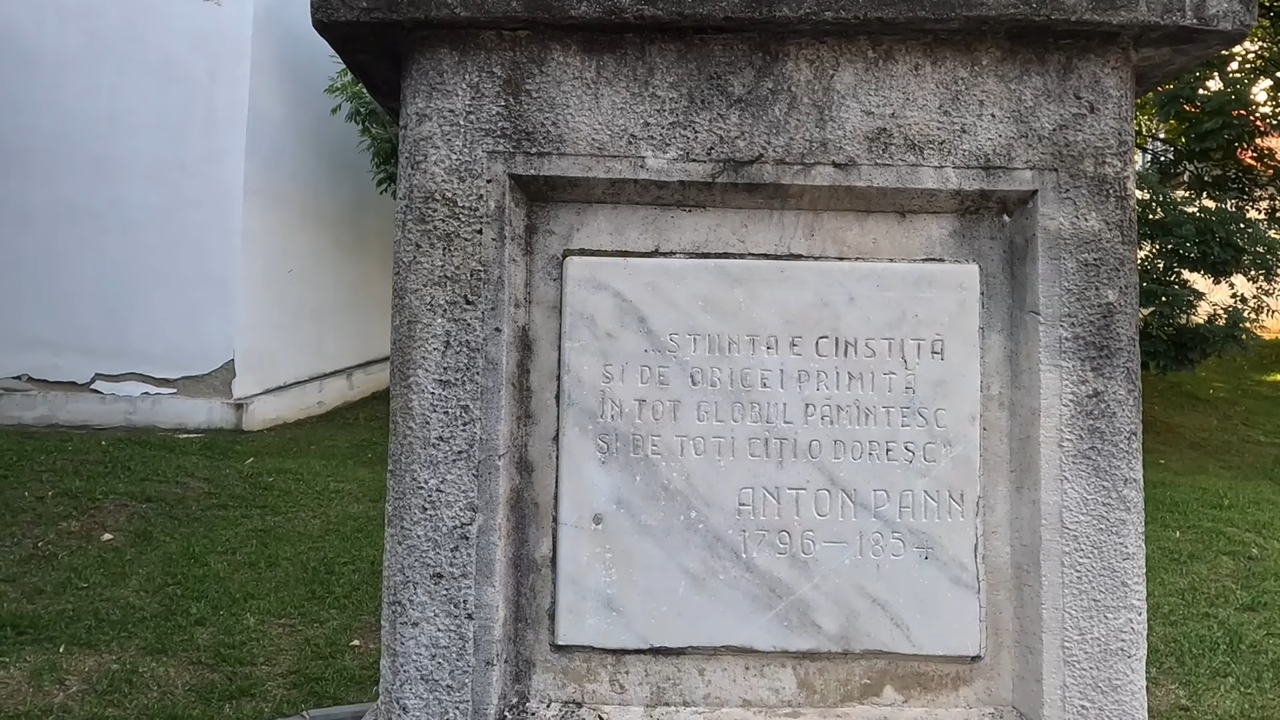 ...ȘTIINȚA E CINSTITĂ
ȘI DE OBICEI PRIMITĂ
ÎN TOT GLOBUL PĂMÎNTESC
ȘI DE TOȚI CÎȚI O DORESC"
ANTON PANN
1796-1854